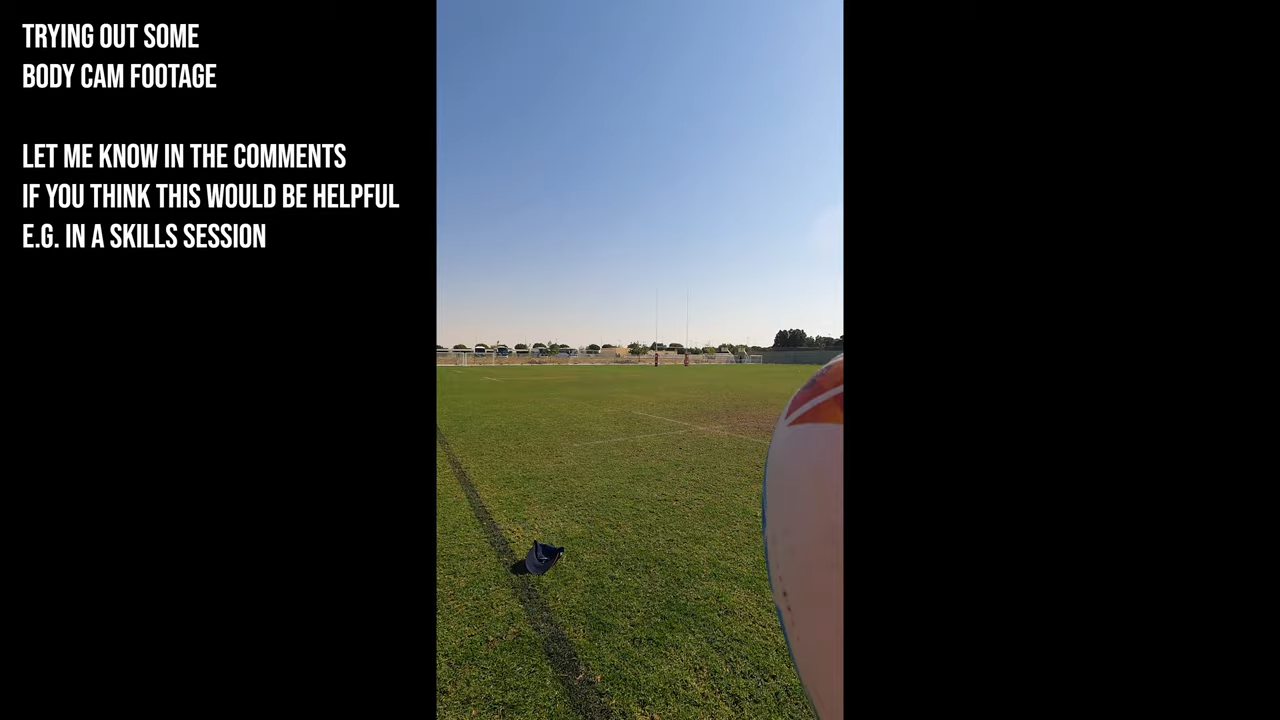 TRYING OUT SOME
BODY CAM FOOTAGE
LET ME KNOW IN THE COMMENTS
IF YOU THINK THIS WOULD BE HELPFUL
E.G. IN A SKILLS SESSION